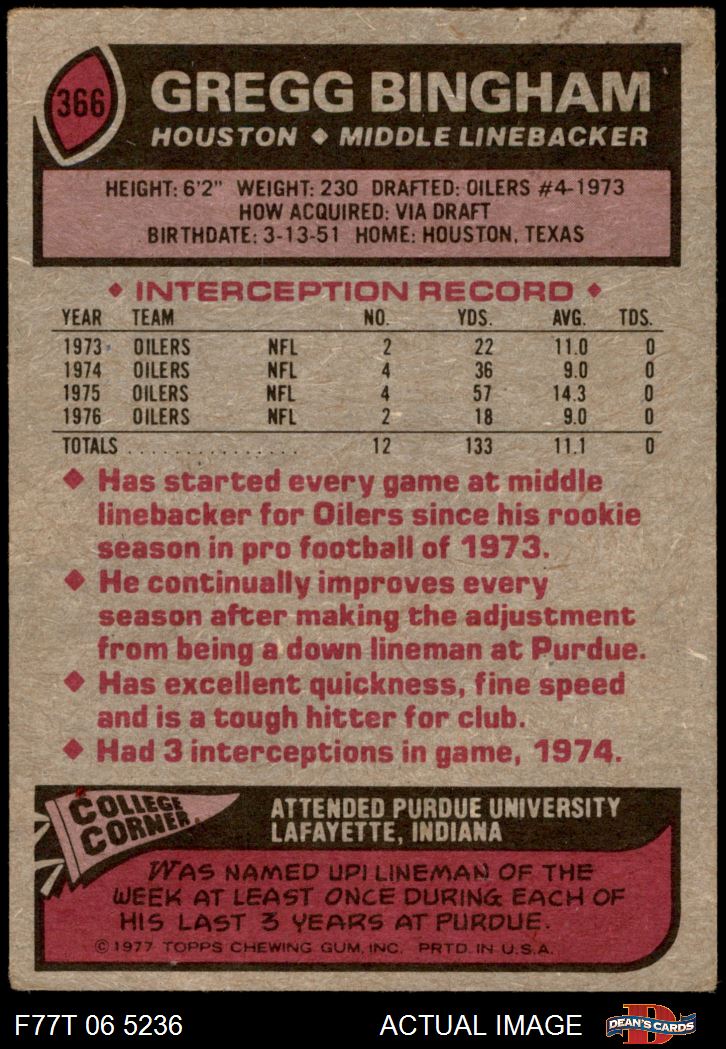 366
GREGG BINGHAM
HOUSTON ◆ MIDDLE LINEBACKER
HEIGHT: 6'2" WEIGHT: 230 DRAFTED: OILERS #4-1973
HOW ACQUIRED: VIA DRAFT
BIRTHDATE: 3-13-51 HOME: HOUSTON, TEXAS
◆ INTERCEPTION RECORD ◆
YEAR TEAM NO. YDS. AVG. TDS.
1973 OILERS NFL 2 22 11.0 0
1974 OILERS NFL 4 36 9.0 0
1975 OILERS NFL 4 57 14.3 0
1976 OILERS NFL 2 18 9.0 0
TOTALS ................ 12 133 11.1 0
◆ Has started every game at middle
linebacker for Oilers since his rookie
season in pro football of 1973.
◆ He continually improves every
season after making the adjustment
from being a down lineman at Purdue.
◆ Has excellent quickness, fine speed
and is a tough hitter for club.
◆ Had 3 interceptions in game, 1974.
COLLEGE
CORNER
ATTENDED PURDUE UNIVERSITY
LAFAYETTE, INDIANA
WAS NAMED UPI LINEMAN OF THE
WEEK AT LEAST ONCE DURING EACH OF
HIS LAST 3 YEARS AT PURDUE.
© 1977 TOPPS CHEWING GUM, INC. PRTD. IN U.S.A.
F77T 06 5236 ACTUAL IMAGE
D
DEAN'S CARDS